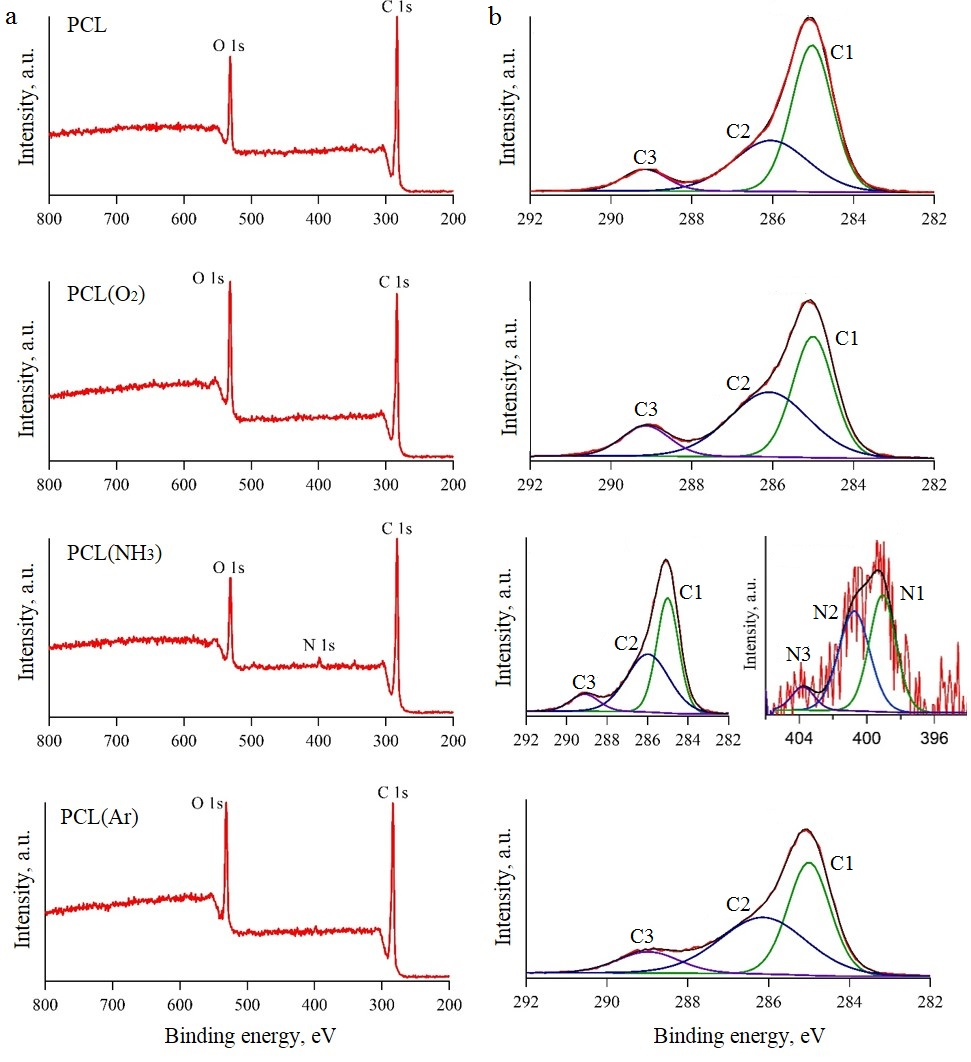 a
b
PCL
O 1s
C 1s
Intensity, a.u.
800 700 600 500 400 300 200
Intensity, a.u.
C1
C2
C3
292 290 288 286 284 282
PCL(O2)
O 1s
C 1s
Intensity, a.u.
800 700 600 500 400 300 200
Intensity, a.u.
C1
C2
C3
292 290 288 286 284 282
PCL(NH3)
O 1s
N 1s
C 1s
Intensity, a.u.
800 700 600 500 400 300 200
Intensity, a.u.
C1
C2
C3
292 290 288 286 284 282
Intensity, a.u.
N1
N2
N3
404 400 396
PCL(Ar)
O 1s
C 1s
Intensity, a.u.
800 700 600 500 400 300 200
Binding energy, eV
Intensity, a.u.
C1
C2
C3
292 290 288 286 284 282
Binding energy, eV